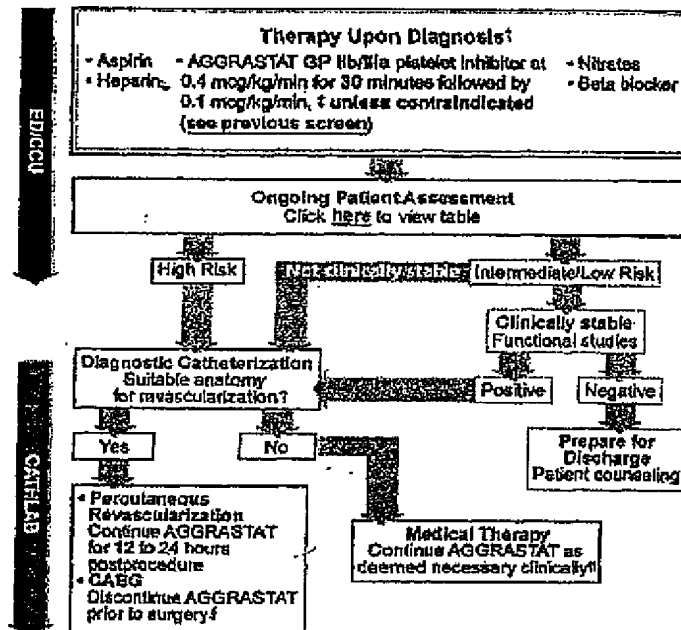 Therapy Upon Diagnosis†
• Aspirin
• Heparin,
• AGGRASTAT GP IIb/IIIa platelet inhibitor at
0.4 mcg/kg/min for 30 minutes followed by
0.1 mcg/kg/min, ‡ unless contraindicated
(see previous screen)
• Nitrates
• Beta blocker
ED/CCU
Ongoing Patient Assessment
Click here to view table
High Risk
Not clinically stable
Intermediate/Low Risk
Clinically stable
Functional studies
Diagnostic Catheterization
Suitable anatomy
for revascularization?
Positive
Negative
Yes
No
Prepare for
Discharge
Patient counseling
CATH LAB
• Percutaneous
Revascularization
Continue AGGRASTAT
for 12 to 24 hours
postprocedure
• CABG
Discontinue AGGRASTAT
prior to surgery
Medical Therapy
Continue AGGRASTAT as
deemed necessary clinically